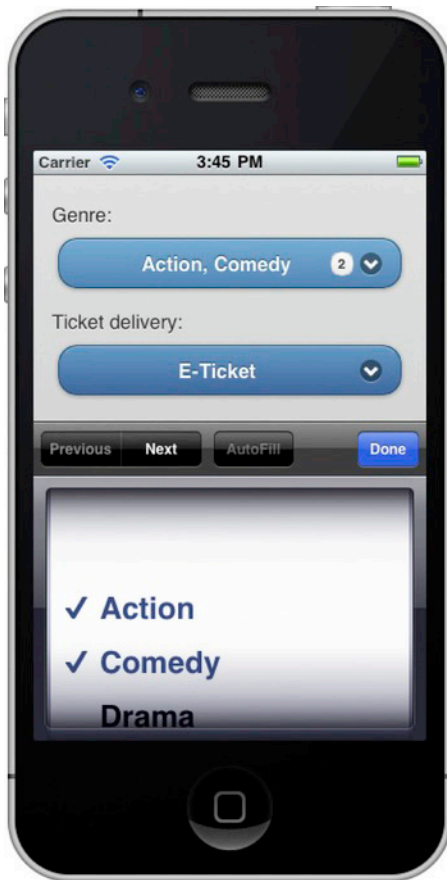 Carrier 3:45 PM
Genre:
Action, Comedy 2
Ticket delivery:
E-Ticket
Previous Next AutoFill Done
✓ Action
✓ Comedy
Drama